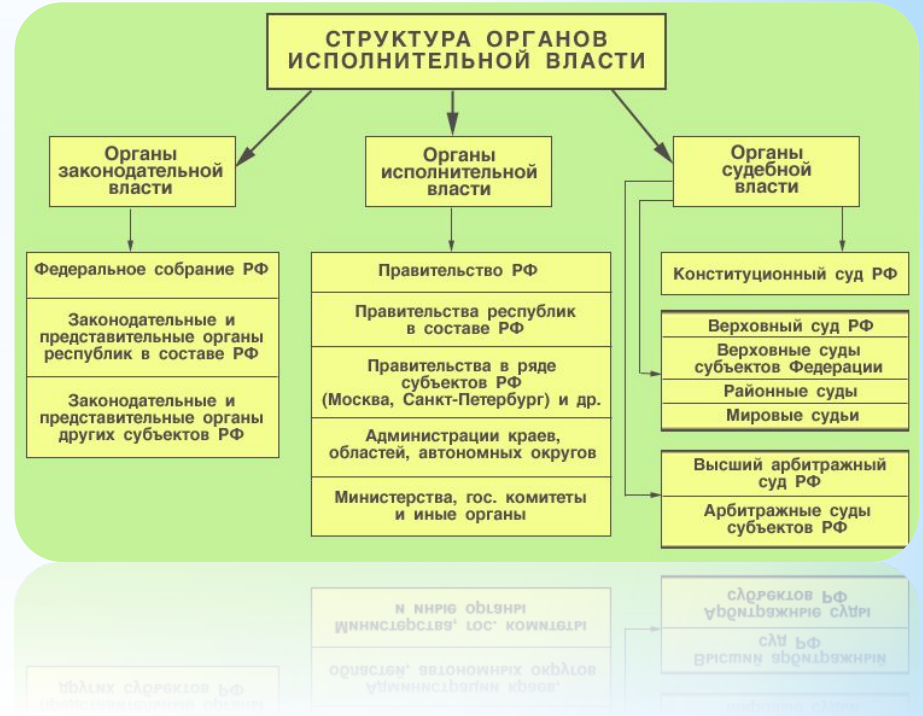 СТРУКТУРА ОРГАНОВ
ИСПОЛНИТЕЛЬНОЙ ВЛАСТИ
Органы
законодательной
власти
Федеральное собрание РФ
Законодательные и
представительные органы
республик в составе РФ
Законодательные и
представительные органы
других субъектов РФ
Органы
исполнительной
власти
Правительство РФ
Правительства республик
в составе РФ
Правительства в ряде
субъектов РФ
(Москва, Санкт-Петербург) и др.
Администрации краев,
областей, автономных округов
Министерства, гос. комитеты
и иные органы
Органы
судебной
власти
Конституционный суд РФ
Верховный суд РФ
Верховные суды
субъектов Федерации
Районные суды
Мировые судьи
Высший арбитражный
суд РФ
Арбитражные суды
субъектов РФ